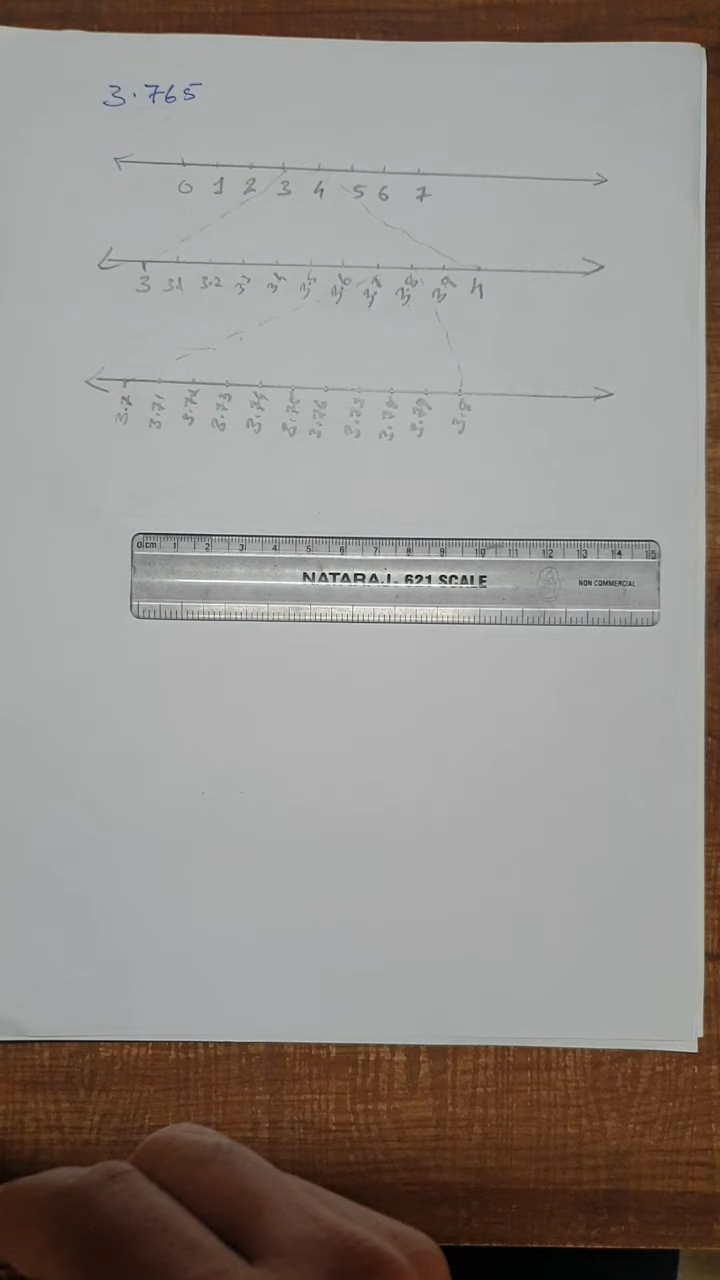 3.765
0 1 2 3 4 5 6 7
3 3.1 3.2 3.3 3.4 3.5 3.6 3.7 3.8 3.9 4
3.7 3.71 3.72 3.73 3.74 3.75 3.76 3.77 3.78 3.79 3.8
0 cm 1 2 3 4 5 6 7 8 9 10 11 12 13 14 15
NATARAJ. 621 SCALE
NON COMMERCIAL